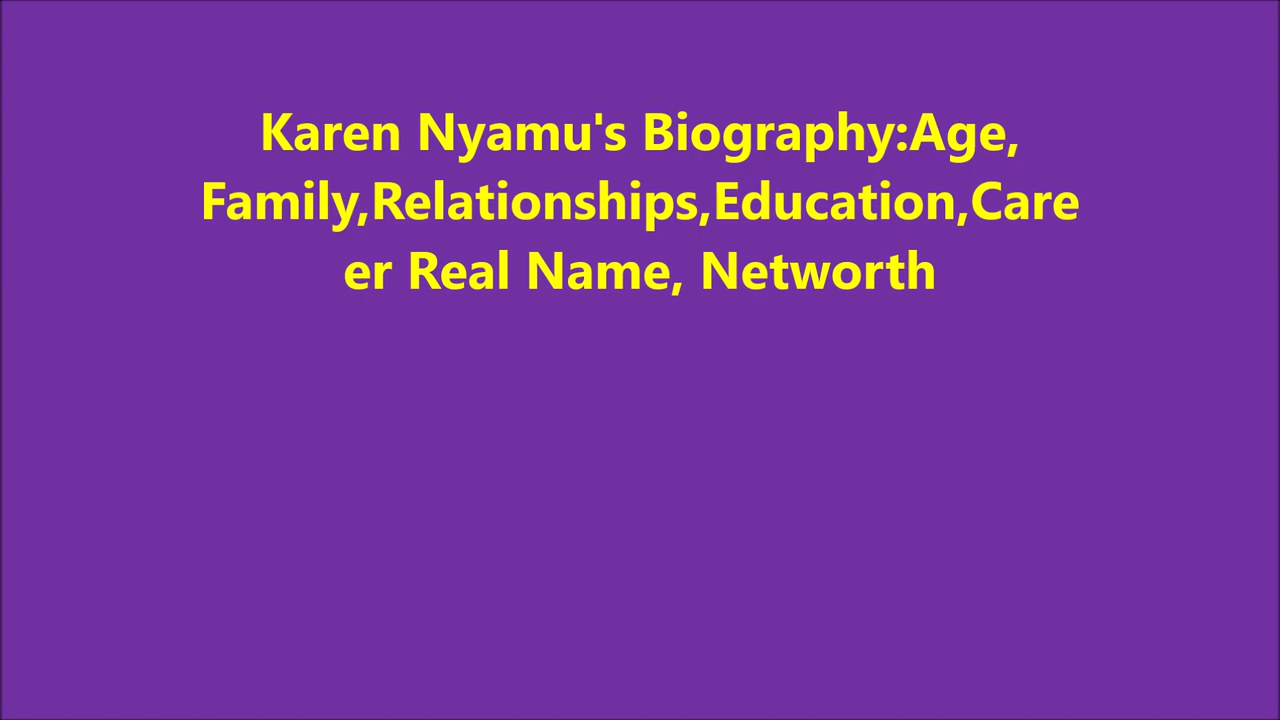 Karen Nyamu's Biography:Age,
Family,Relationships,Education,Care
er Real Name, Networth